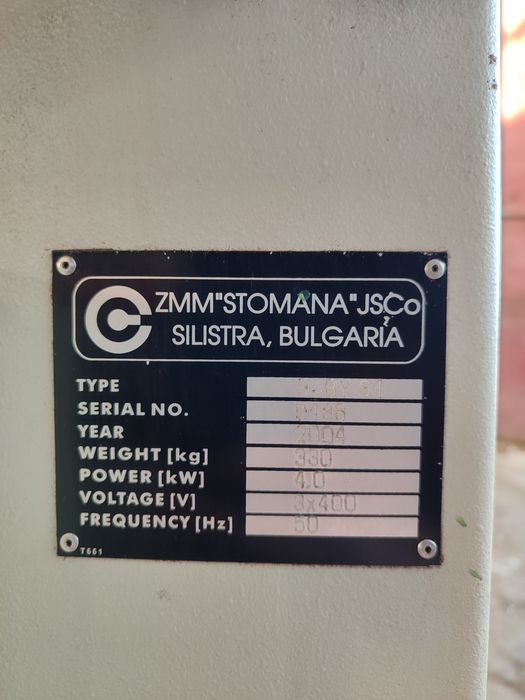 ZMM"STOMANA"JSCo
SILISTRA, BULGARIA
TYPE
SERIAL NO.
YEAR 2004
WEIGHT [kg] 330
POWER [kW] 4.0
VOLTAGE [V] 3x400
FREQUENCY [Hz] 50
T661